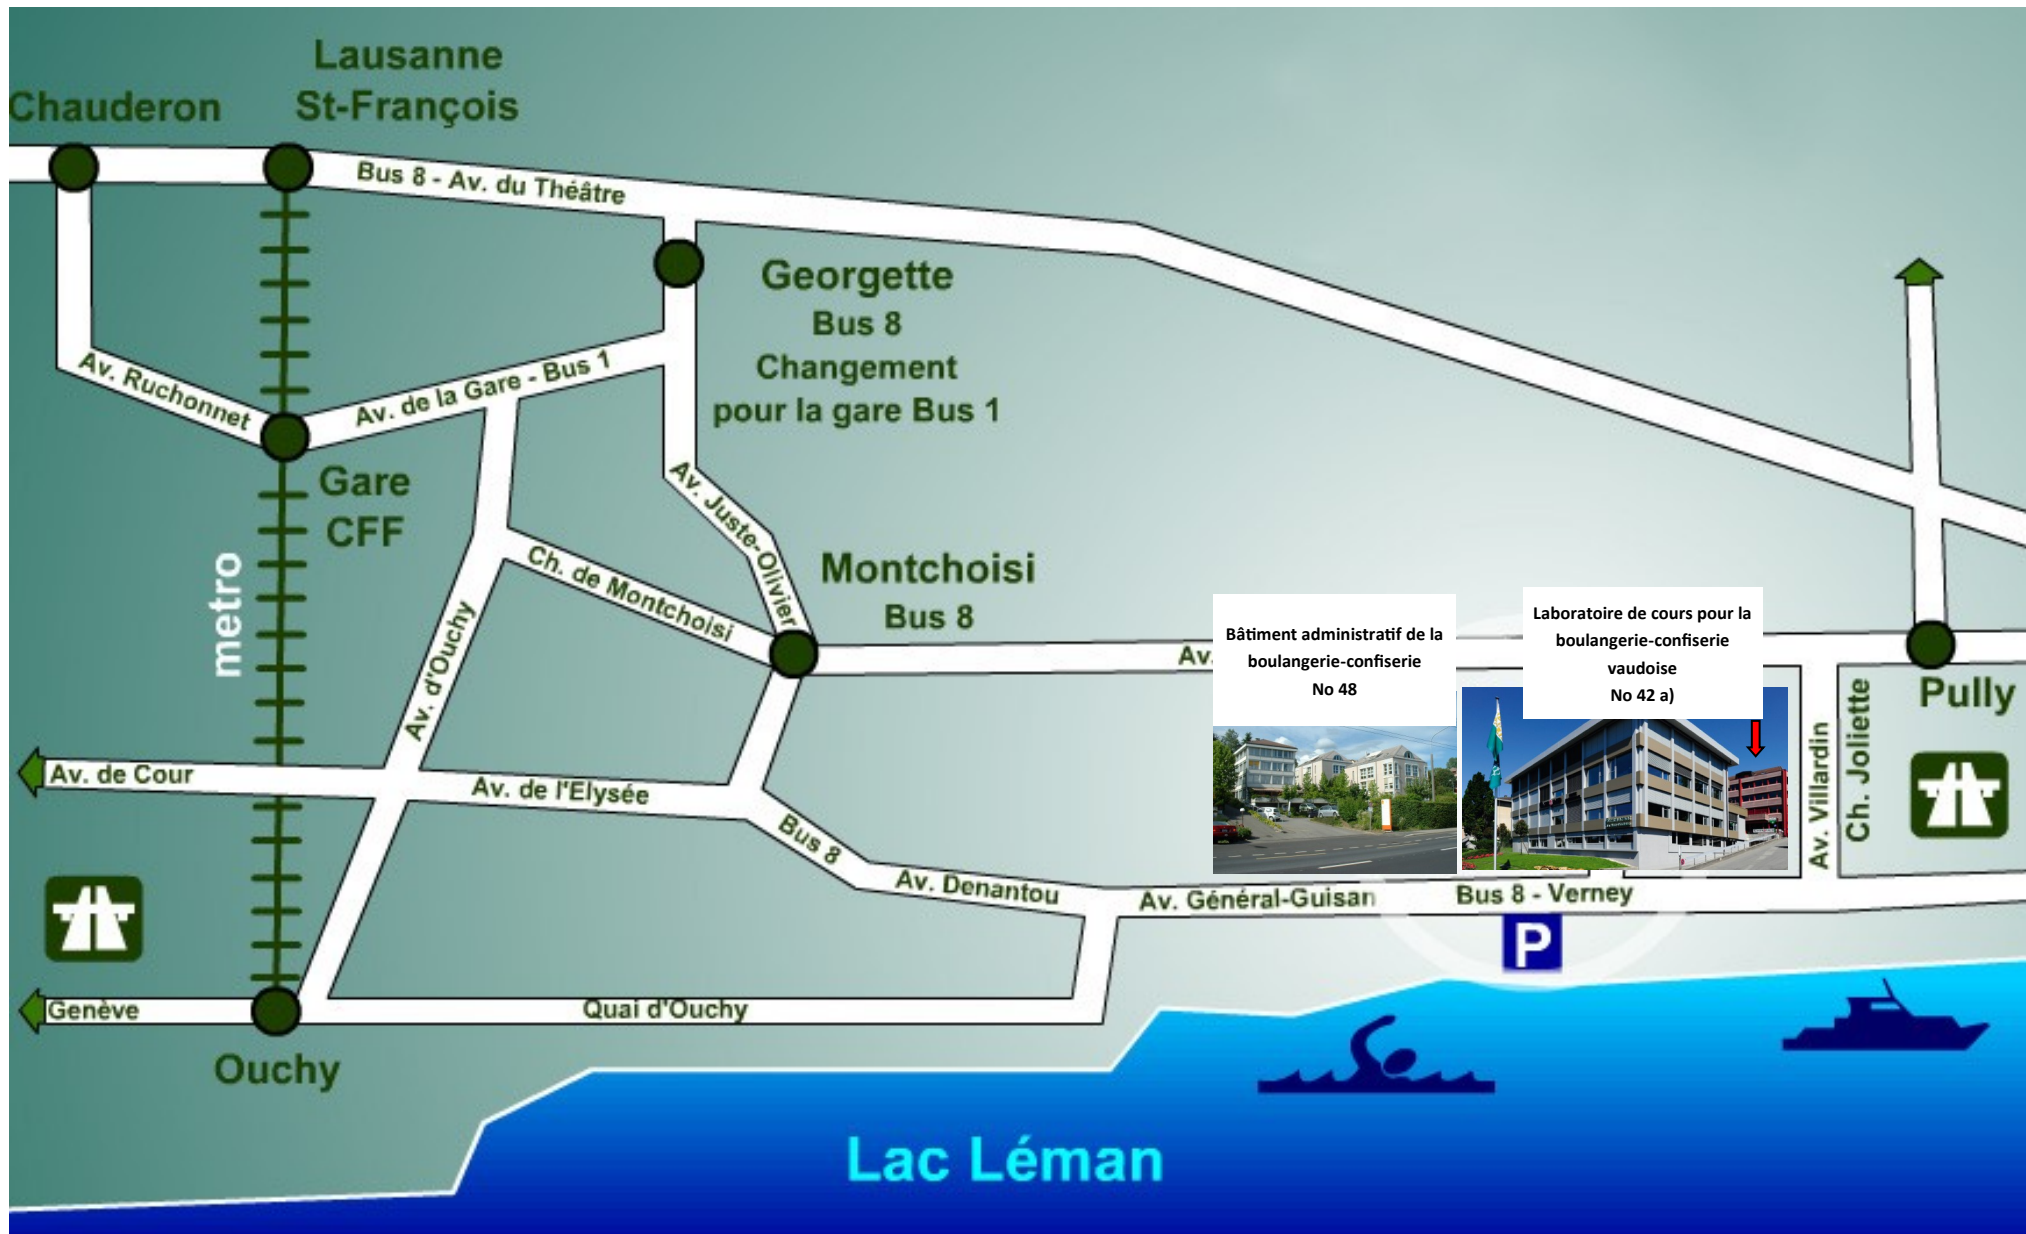 Lausanne
St-François
Chauderon
Bus 8 - Av. du Théâtre
Georgette
Bus 8
Changement
pour la gare Bus 1
Av. Ruchonnet
Av. de la Gare - Bus 1
Gare
CFF
metro
Av. Juste-Olivier
Ch. de Montchoisi
Montchoisi
Bus 8
Av. d'Ouchy
Av.
Bâtiment administratif de la
boulangerie-confiserie
No 48
Laboratoire de cours pour la
boulangerie-confiserie
vaudoise
No 42 a)
Av. Villardin
Ch. Joliette
Pully
Av. de Cour
Av. de l'Elysée
Bus 8
Av. Denantou
Av. Général-Guisan
Bus 8 - Verney
P
Genève
Quai d'Ouchy
Ouchy
Lac Léman